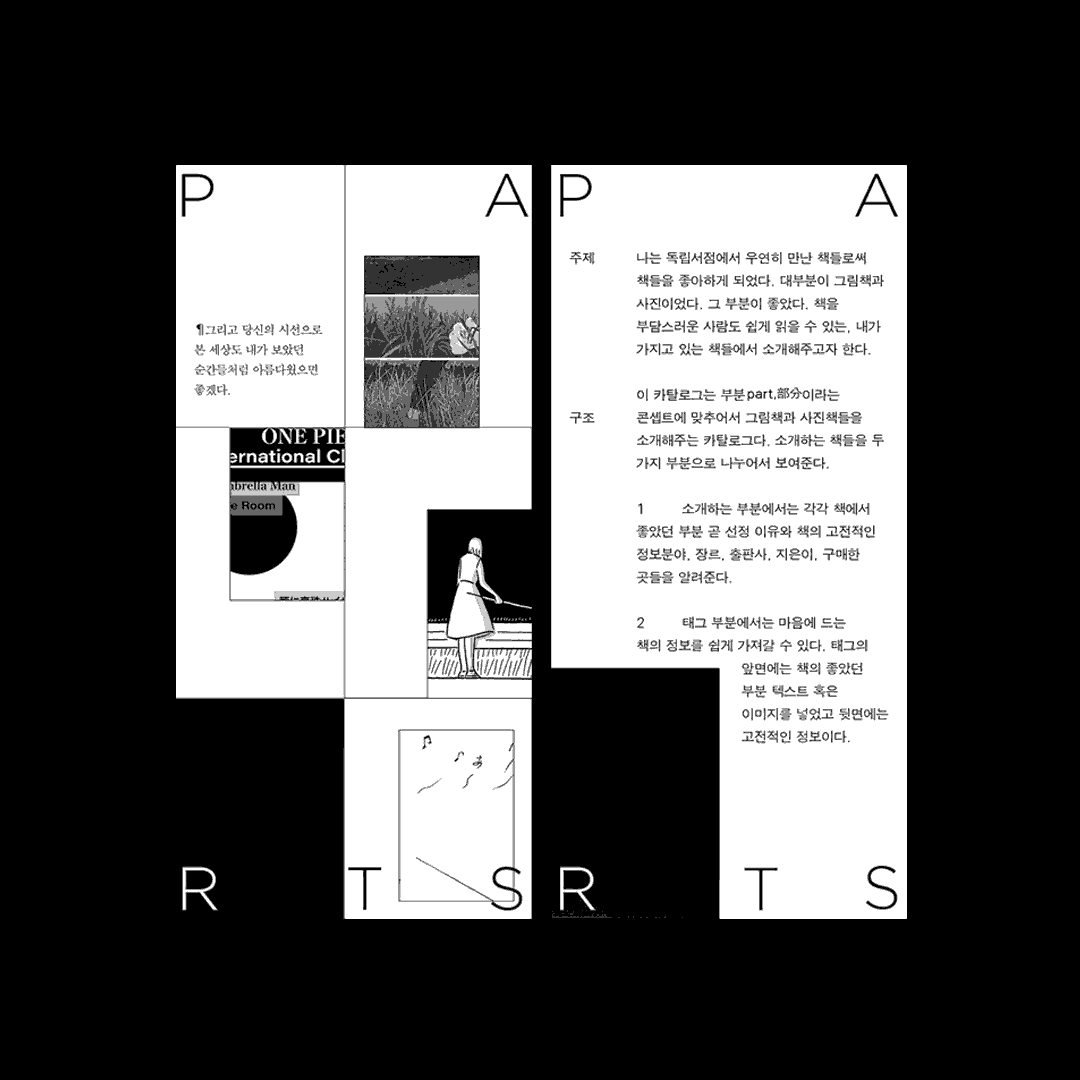 P A
¶그리고 당신의 시선으로
본 세상도 내가 보았던
순간들처럼 아름다웠으면
좋겠다.
ONE PIE
ernational Cl
nbrella Man
e Room
あ
R T S
P A
주제
나는 독립서점에서 우연히 만난 책들로써
책들을 좋아하게 되었다. 대부분이 그림책과
사진이었다. 그 부분이 좋았다. 책을
부담스러운 사람도 쉽게 읽을 수 있는, 내가
가지고 있는 책들에서 소개해주고자 한다.
이 카탈로그는 부분part,部分이라는
구조
콘셉트에 맞추어서 그림책과 사진책들을
소개해주는 카탈로그다. 소개하는 책들을 두
가지 부분으로 나누어서 보여준다.
1 소개하는 부분에서는 각각 책에서
좋았던 부분 곧 선정 이유와 책의 고전적인
정보분야, 장르, 출판사, 지은이, 구매한
곳들을 알려준다.
2 태그 부분에서는 마음에 드는
책의 정보를 쉽게 가져갈 수 있다. 태그의
앞면에는 책의 좋았던
부분 텍스트 혹은
이미지를 넣었고 뒷면에는
고전적인 정보이다.
R T S